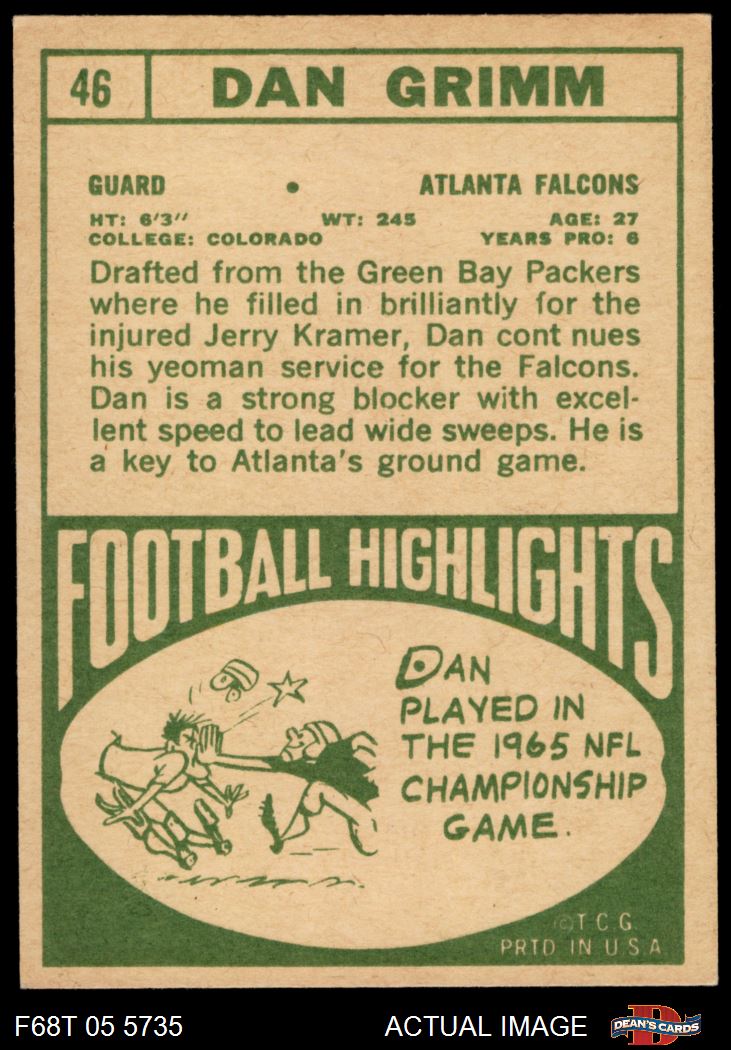 46 DAN GRIMM
GUARD • ATLANTA FALCONS
HT: 6'3" WT: 245 AGE: 27
COLLEGE: COLORADO YEARS PRO: 6
Drafted from the Green Bay Packers
where he filled in brilliantly for the
injured Jerry Kramer, Dan cont nues
his yeoman service for the Falcons.
Dan is a strong blocker with excel-
lent speed to lead wide sweeps. He is
a key to Atlanta's ground game.
FOOTBALL HIGHLIGHTS
DAN
PLAYED IN
THE 1965 NFL
CHAMPIONSHIP
GAME.
©T.C.G.
PRTD IN U.S.A.
F68T 05 5735 ACTUAL IMAGE DEAN'S CARDS